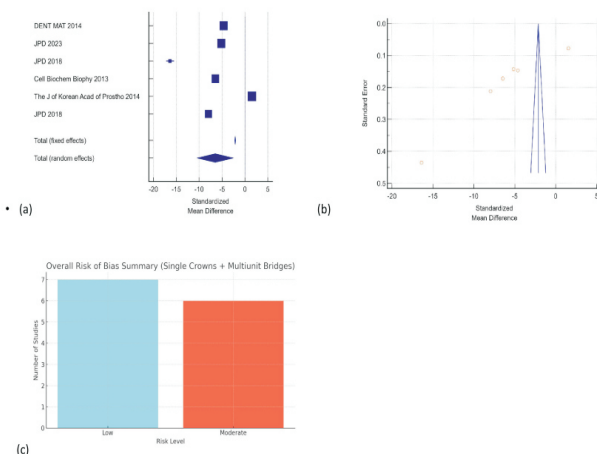 DENT MAT 2014
JPD 2023
JPD 2016
Cell Biochem Biophy 2013
The J of Korean Acad of Prostho 2014
JPD 2018
Total (fixed effects)
Total (random effects)
-20 -15 -10 -5 0 5
Standardized
Mean Difference
• (a)
0.0
0.1
0.2
0.3
0.4
0.5
Standard Error
-20 -15 -10 -5 0 5
Standardized
Mean Difference
(b)
Overall Risk of Bias Summary (Single Crowns + Multiunit Bridges)
7
6
5
4
3
2
1
0
Number of Studies
Low Moderate
Risk Level
(c)